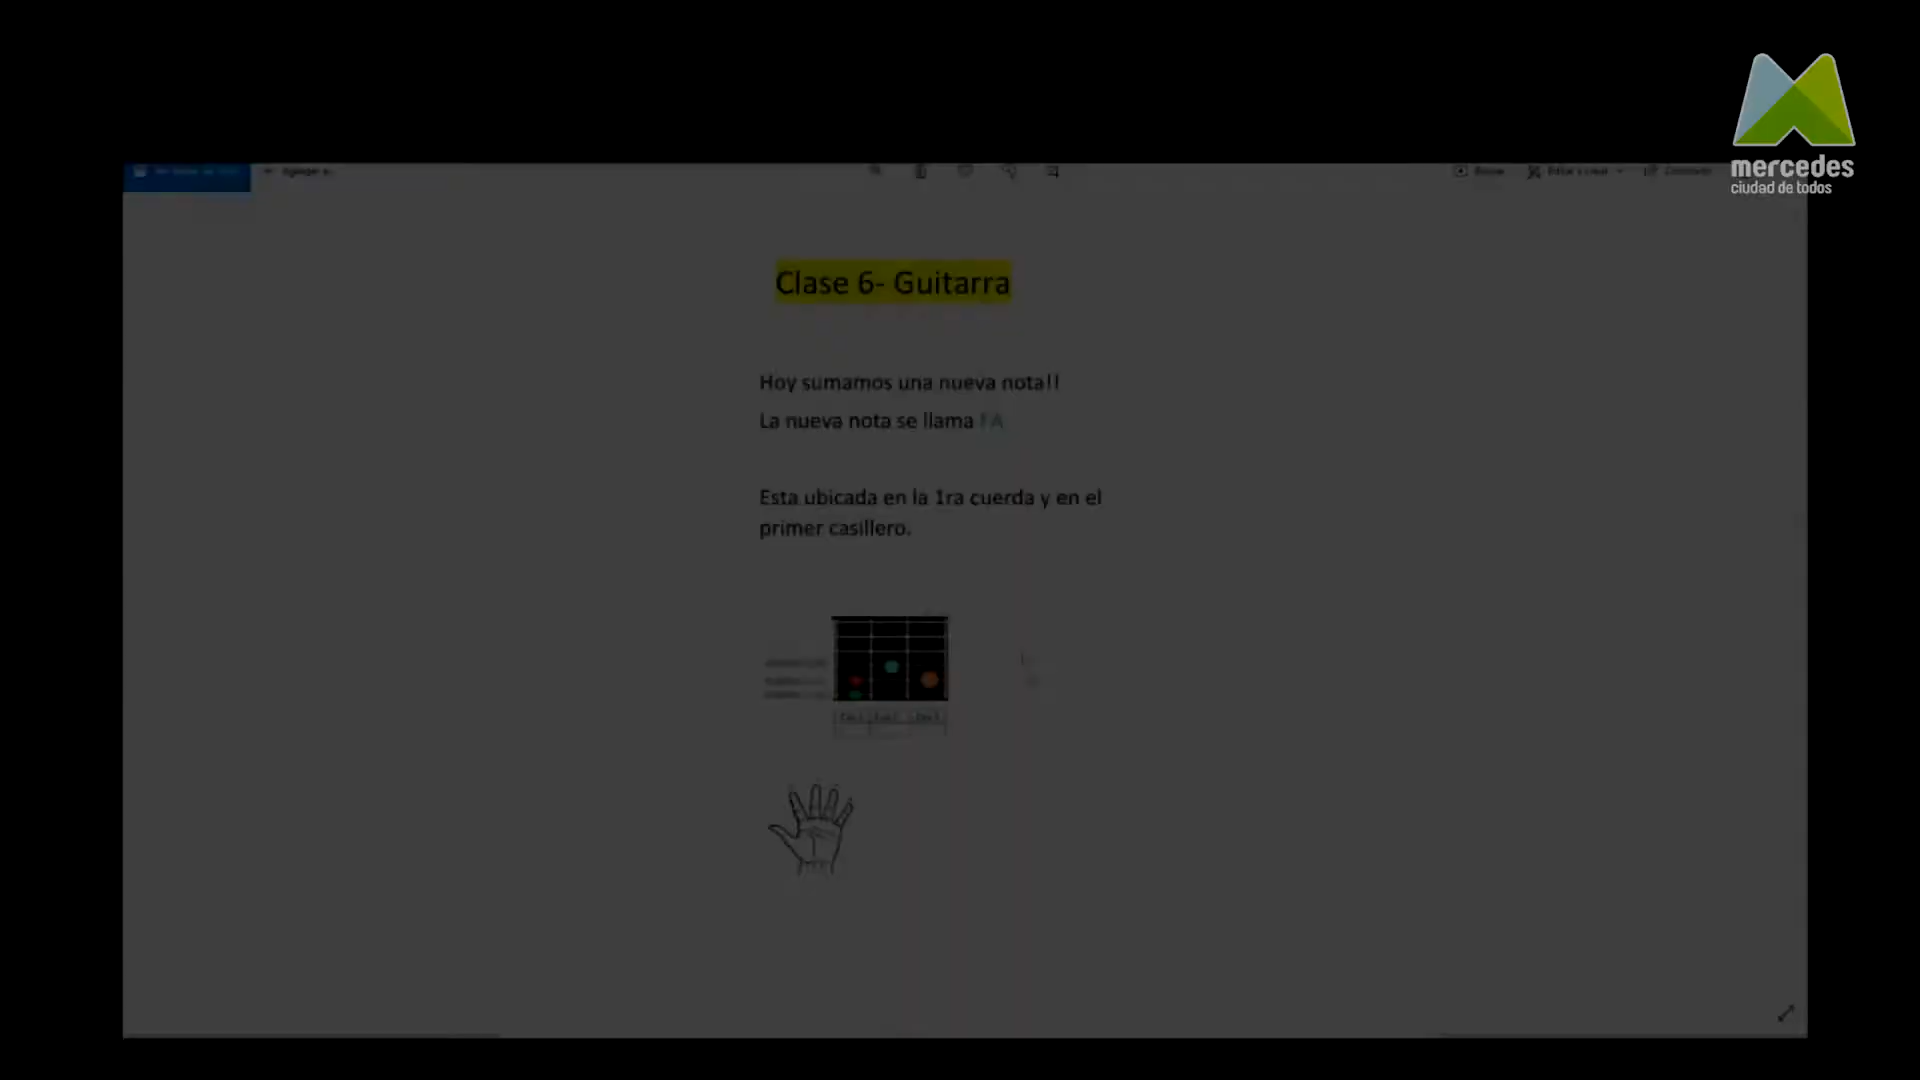 mercedes
ciudad de todos
Clase 6- Guitarra
Hoy sumamos una nueva nota!!
La nueva nota se llama FA
Esta ubicada en la 1ra cuerda y en el
primer casillero.